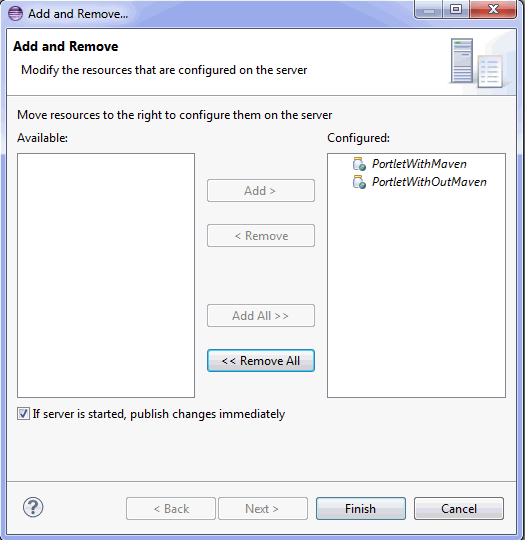 Add and Remove...
Add and Remove
Modify the resources that are configured on the server
Move resources to the right to configure them on the server
Available:
Configured:
PortletWithMaven
PortletWithOutMaven
Add >
< Remove
Add All >>
<< Remove All
If server is started, publish changes immediately
?
< Back
Next >
Finish
Cancel